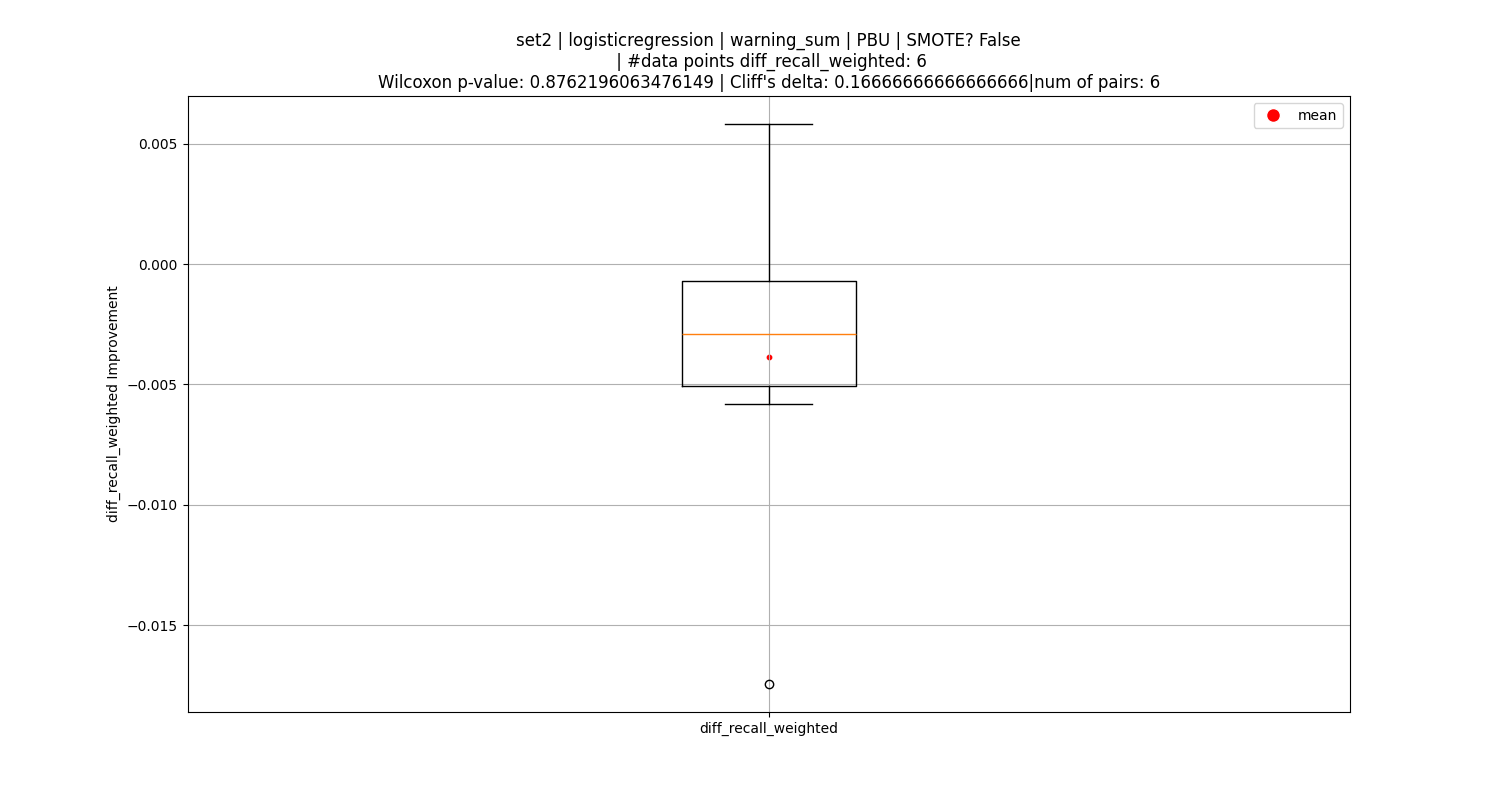 set2 | logisticregression | warning_sum | PBU | SMOTE? False
| #data points diff_recall_weighted: 6
Wilcoxon p-value: 0.8762196063476149 | Cliff's delta: 0.16666666666666666|num of pairs: 6
mean
0.005
0.000
−0.005
−0.010
−0.015
diff_recall_weighted Improvement
diff_recall_weighted